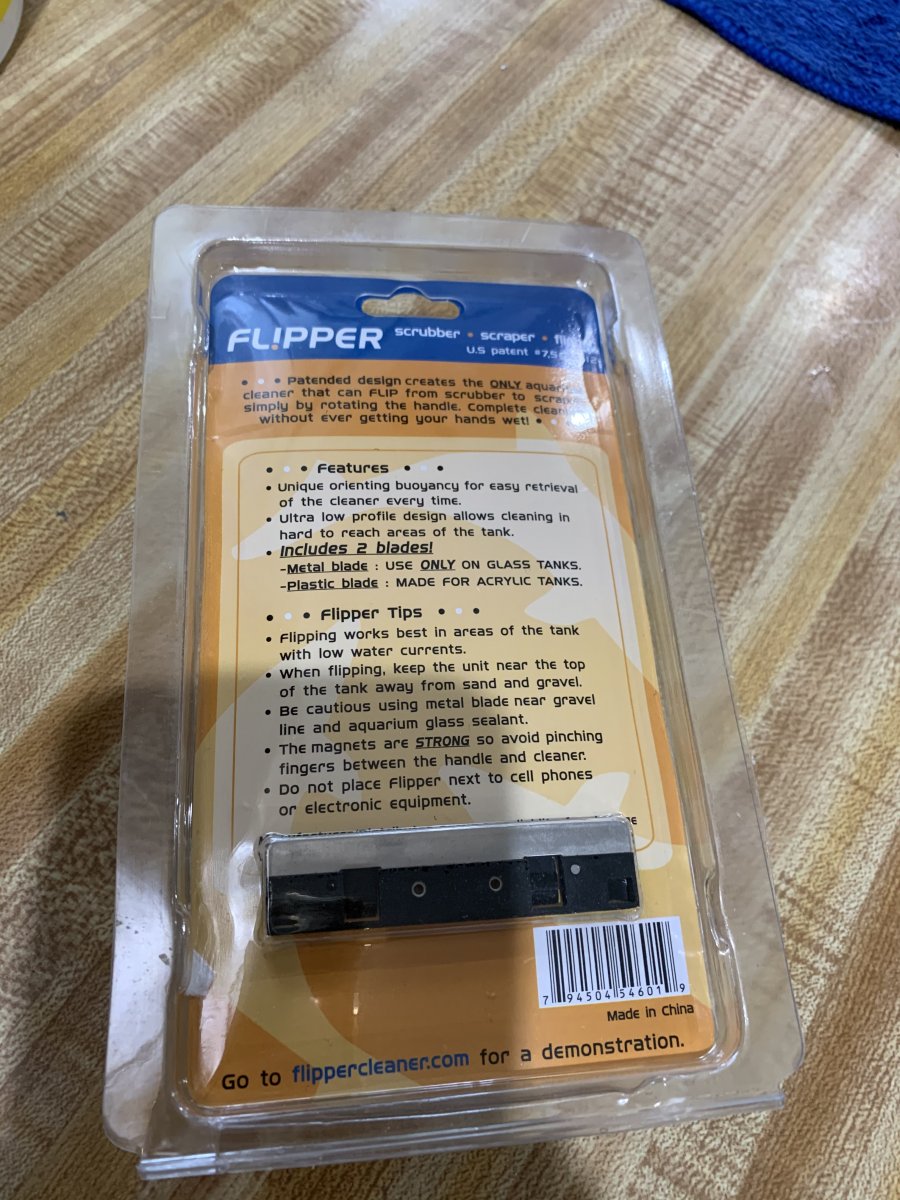 FL!PPER scrubber • scraper •
U.S patent
• • • Patented design creates the ONLY
cleaner that can FLIP from scrubber to
simply by rotating the handle. Complete
without ever getting your hands wet! • •
• • • Features • • •
• Unique orienting buoyancy for easy retrieval
of the cleaner every time.
• Ultra low profile design allows cleaning in
hard to reach areas of the tank.
• Includes 2 blades!
-Metal blade : USE ONLY ON GLASS TANKS.
-Plastic blade : MADE FOR ACRYLIC TANKS.
• • • Flipper Tips • • •
• Flipping works best in areas of the tank
with low water currents.
• When flipping, keep the unit near the top
of the tank away from sand and gravel.
• Be cautious using metal blade near gravel
line and aquarium glass sealant.
• The magnets are STRONG so avoid pinching
fingers between the handle and cleaner.
• Do not place Flipper next to cell phones
or electronic equipment.
7 94504 54601 9
Made in China
Go to flippercleaner.com for a demonstration.